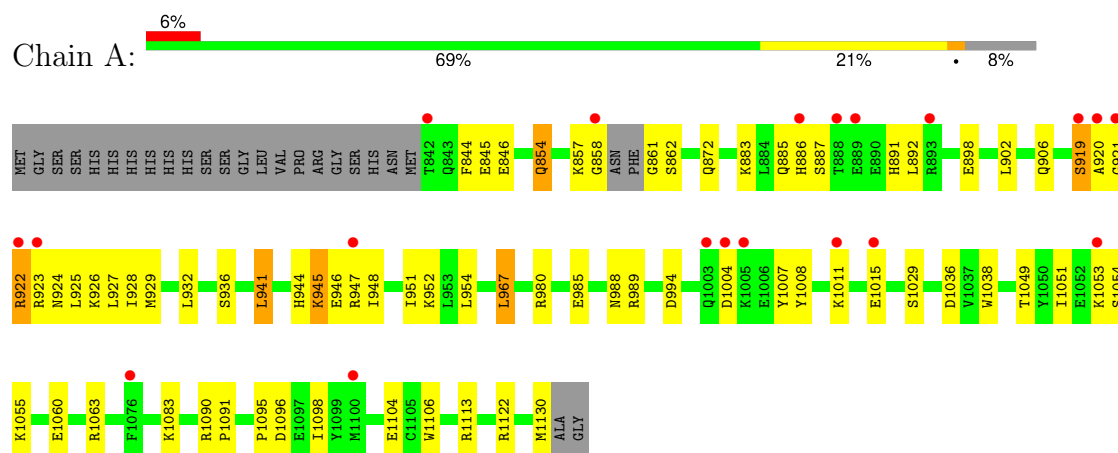 6%
Chain A:
69% 21% • 8%
MET GLY SER SER HIS HIS HIS HIS HIS HIS SER SER GLY LEU VAL PRO ARG GLY SER HIS ASN MET T842 Q843 F844 E845 E846 Q854 K857 G858 ASN PHE G861 S862 Q872 K883 L884 Q885 H886 S887 T888 E889 E890 H891 L892 R893 E898 L902 Q906 S919 A920 G921
R922 R923 N924 L925 K926 L927 I928 M929 L932 S936 L941 H944 K945 E946 R947 I948 I951 K952 L953 L954 L967 R980 E985 N988 R989 D994 Q1003 D1004 K1005 E1006 Y1007 Y1008 K1011 E1015 S1029 D1036 V1037 W1038 T1049 Y1050 I1051 E1052 K1053 S1054
K1055 E1060 R1063 F1076 K1083 R1090 P1091 P1095 D1096 E1097 I1098 Y1099 M1100 E1104 C1105 W1106 R1113 R1122 M1130 ALA GLY